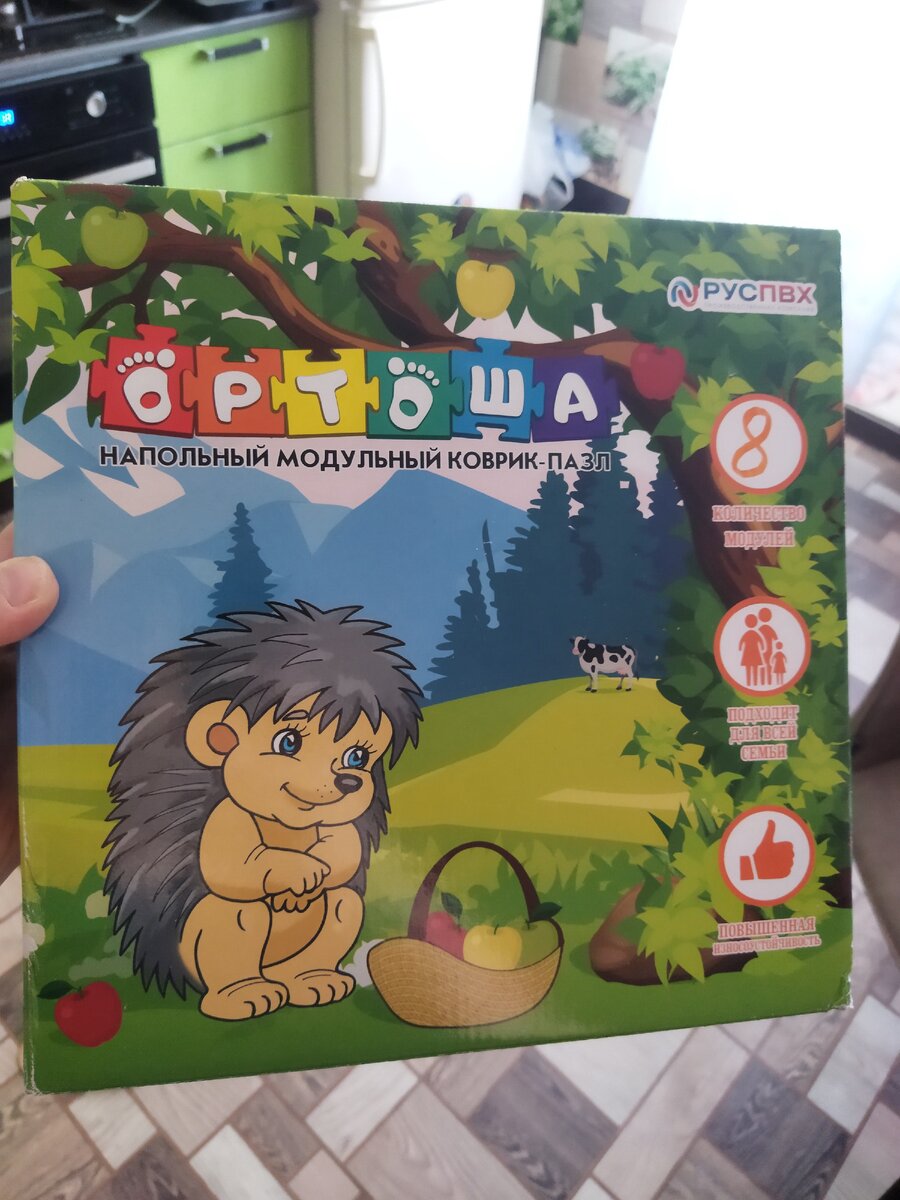 РУСПВХ
ОРТОША
НАПОЛЬНЫЙ МОДУЛЬНЫЙ КОВРИК-ПАЗЛ
8
КОЛИЧЕСТВО
МОДУЛЕЙ
ПОДХОДИТ
ДЛЯ ВСЕЙ
СЕМЬИ
ПОВЫШЕННАЯ
ИЗНОСОУСТОЙЧИВОСТЬ